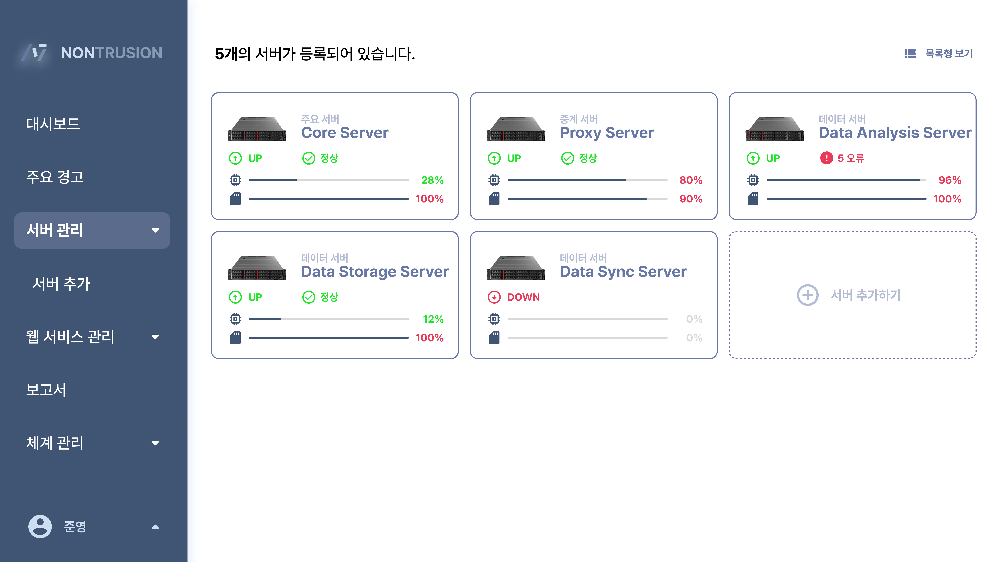 NONTRUSION
대시보드
주요 경고
서버 관리
서버 추가
웹 서비스 관리
보고서
체계 관리
준영
5개의 서버가 등록되어 있습니다.
목록형 보기
주요 서버
Core Server
UP
정상
28%
100%
중계 서버
Proxy Server
UP
정상
80%
90%
데이터 서버
Data Analysis Server
UP
5 오류
96%
100%
데이터 서버
Data Storage Server
UP
정상
12%
100%
데이터 서버
Data Sync Server
DOWN
0%
0%
서버 추가하기